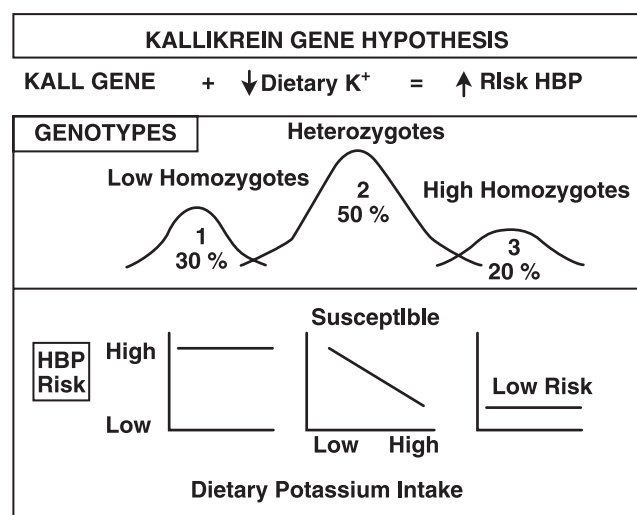 KALLIKREIN GENE HYPOTHESIS
KALL GENE + ↓ Dietary K⁺ = ↑ RIsk HBP
GENOTYPES
Heterozygotes
Low Homozygotes
High Homozygotes
1
30 %
2
50 %
3
20 %
HBP
Risk
High
Low
SusceptIble
Low High
Low Risk
Dietary Potassium Intake